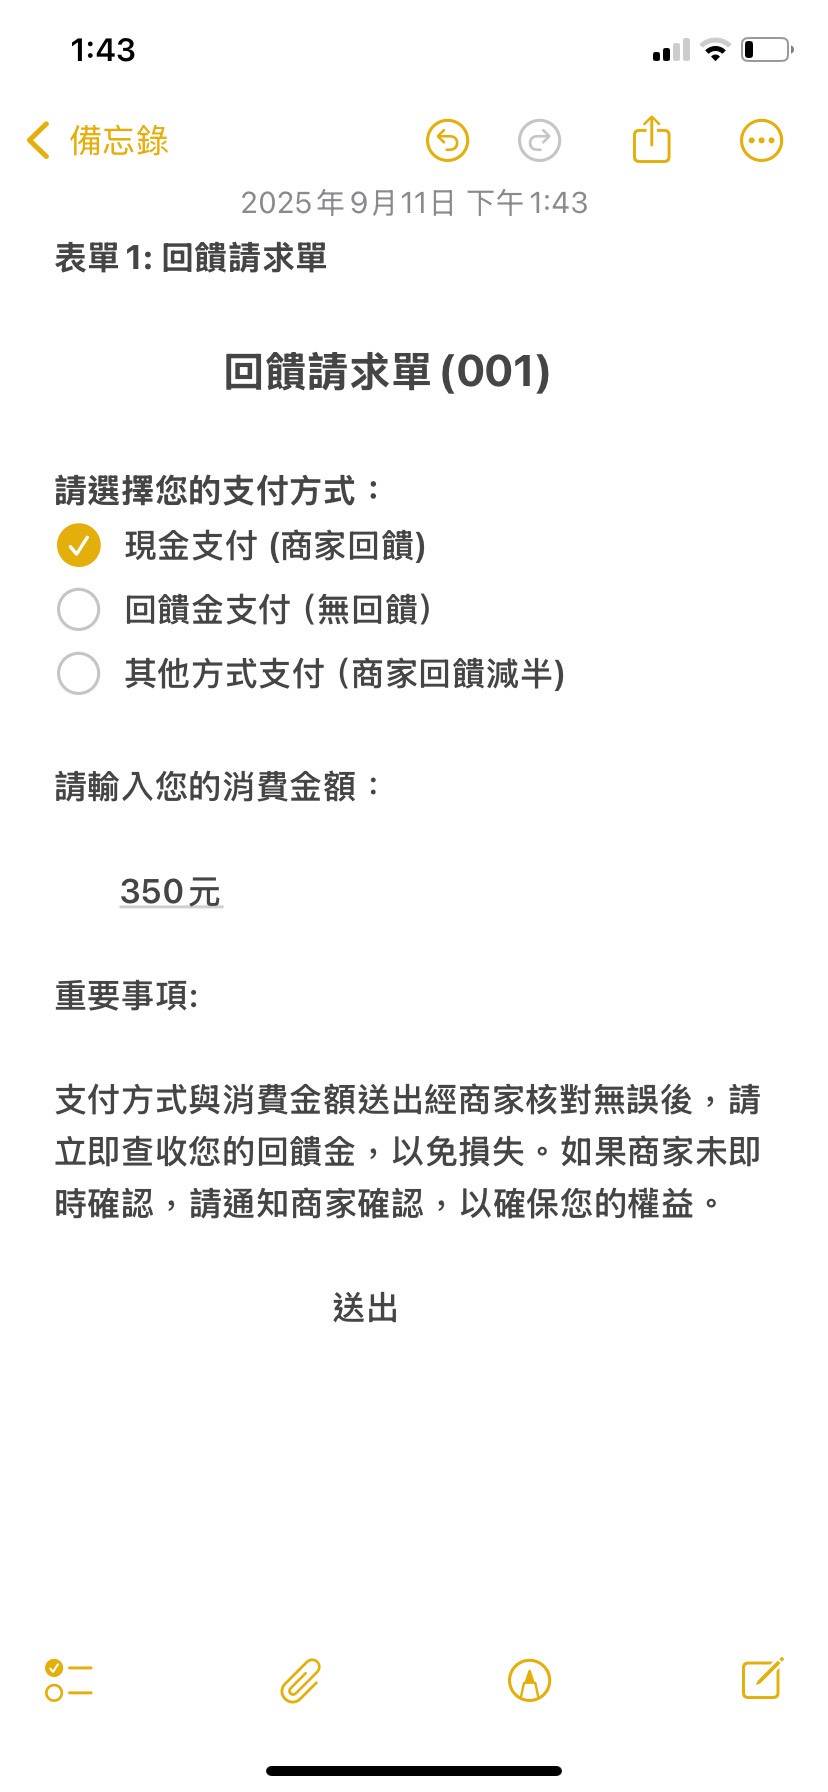 1:43
備忘錄
2025年9月11日 下午1:43
表單1: 回饋請求單
回饋請求單(001)
請選擇您的支付方式：
現金支付 (商家回饋)
回饋金支付（無回饋）
其他方式支付（商家回饋減半)
請輸入您的消費金額：
350元
重要事項:
支付方式與消費金額送出經商家核對無誤後，請
立即查收您的回饋金，以免損失。如果商家未即
時確認，請通知商家確認，以確保您的權益。
送出